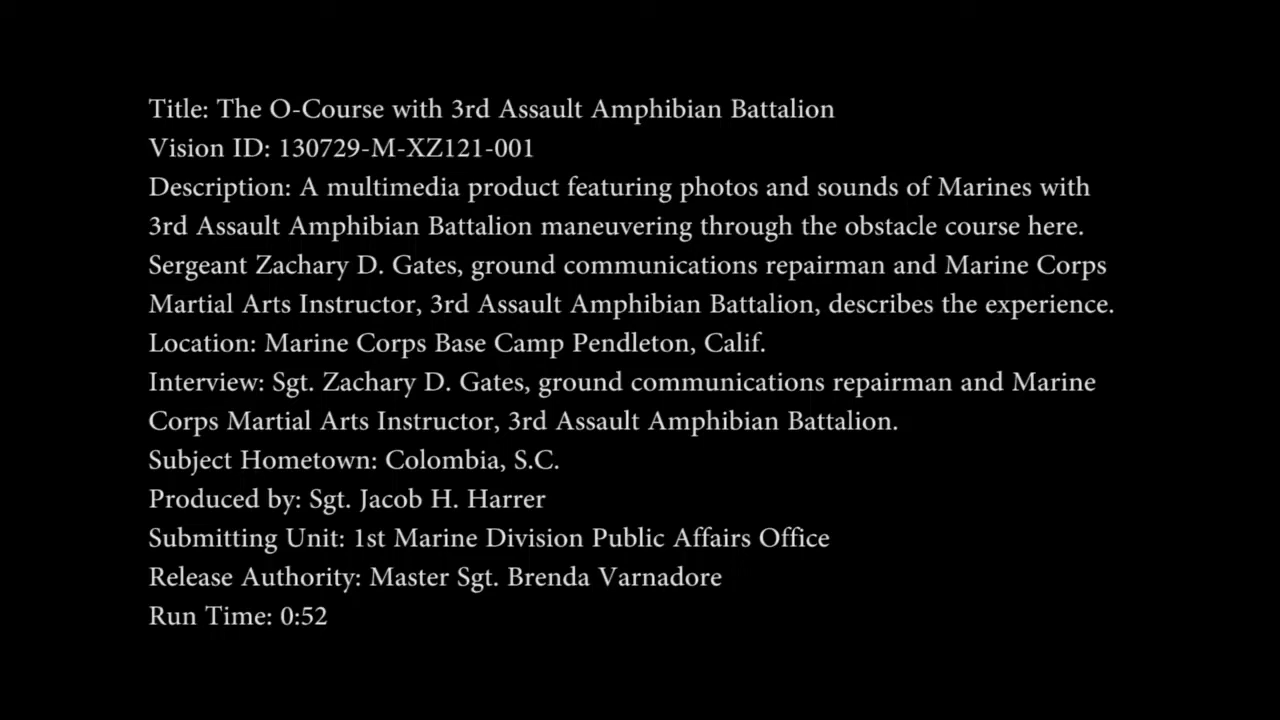 Title: The O-Course with 3rd Assault Amphibian Battalion
Vision ID: 130729-M-XZ121-001
Description: A multimedia product featuring photos and sounds of Marines with
3rd Assault Amphibian Battalion maneuvering through the obstacle course here.
Sergeant Zachary D. Gates, ground communications repairman and Marine Corps
Martial Arts Instructor, 3rd Assault Amphibian Battalion, describes the experience.
Location: Marine Corps Base Camp Pendleton, Calif.
Interview: Sgt. Zachary D. Gates, ground communications repairman and Marine
Corps Martial Arts Instructor, 3rd Assault Amphibian Battalion.
Subject Hometown: Colombia, S.C.
Produced by: Sgt. Jacob H. Harrer
Submitting Unit: 1st Marine Division Public Affairs Office
Release Authority: Master Sgt. Brenda Varnadore
Run Time: 0:52